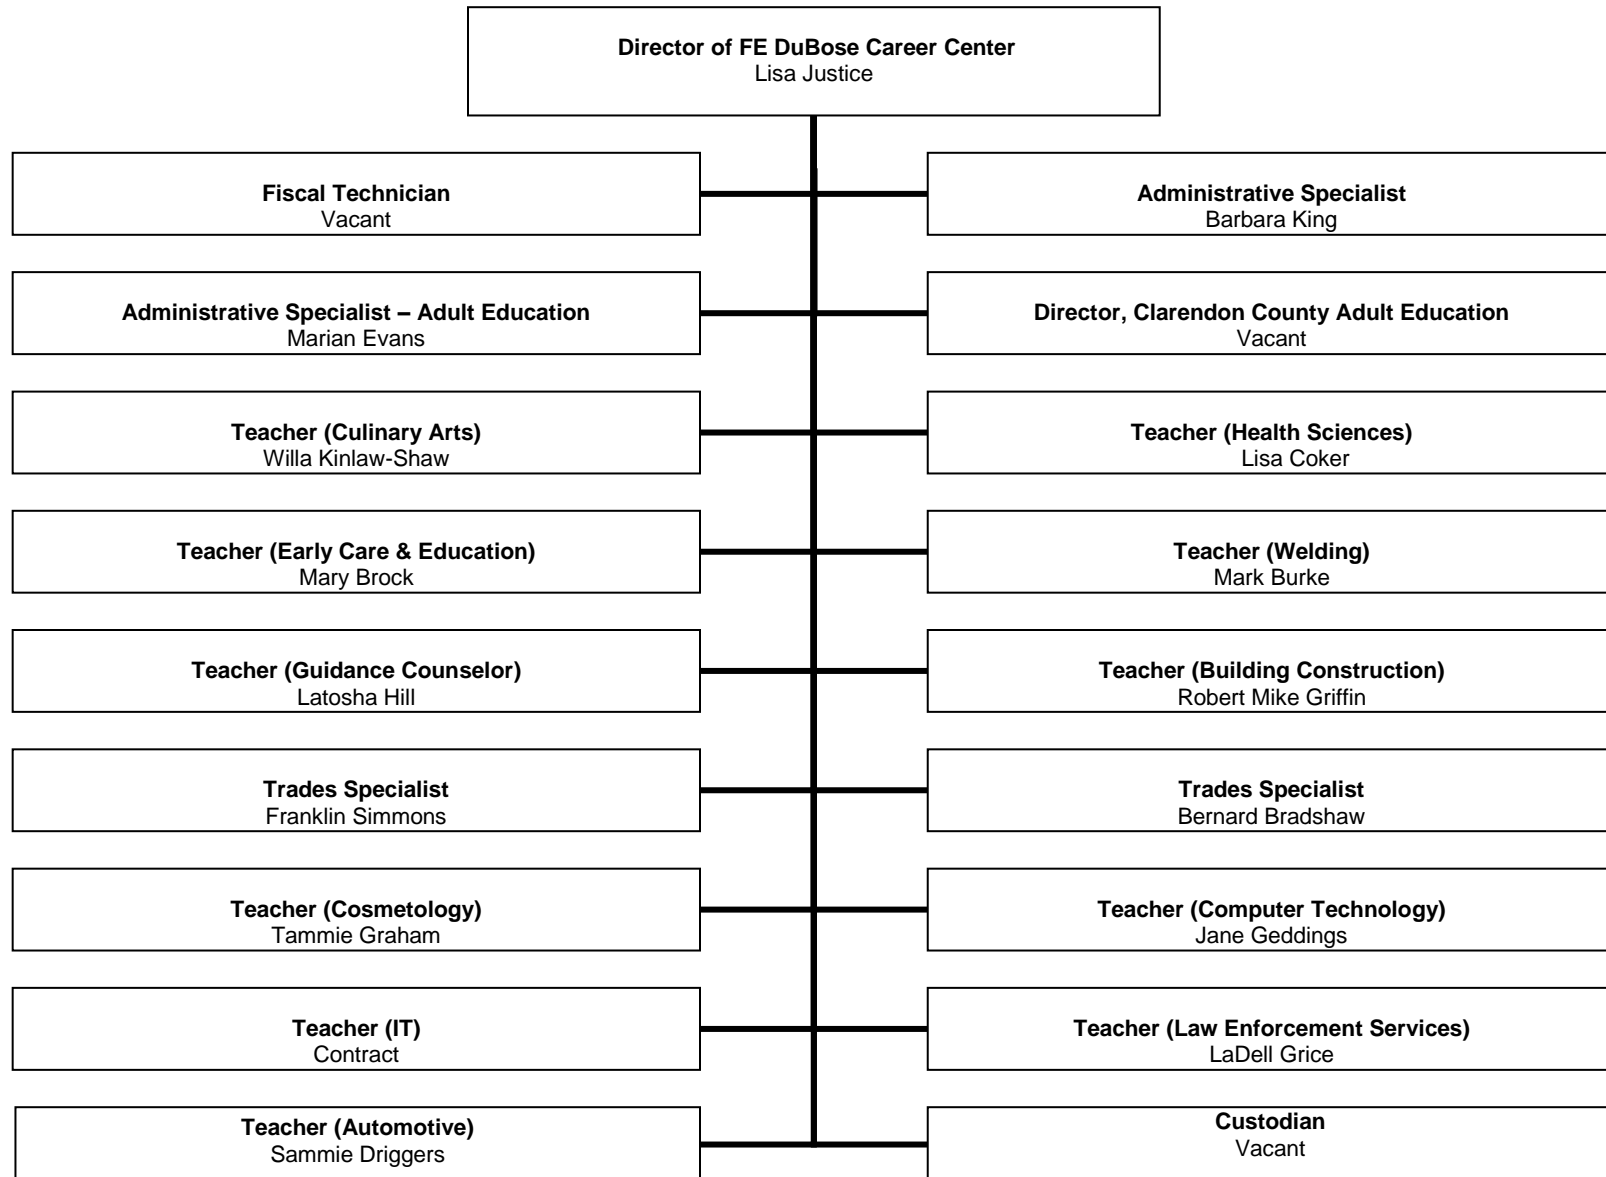 Director of FE DuBose Career Center
Lisa Justice
Fiscal Technician
Vacant
Administrative Specialist
Barbara King
Administrative Specialist – Adult Education
Marian Evans
Director, Clarendon County Adult Education
Vacant
Teacher (Culinary Arts)
Willa Kinlaw-Shaw
Teacher (Health Sciences)
Lisa Coker
Teacher (Early Care & Education)
Mary Brock
Teacher (Welding)
Mark Burke
Teacher (Guidance Counselor)
Latosha Hill
Teacher (Building Construction)
Robert Mike Griffin
Trades Specialist
Franklin Simmons
Trades Specialist
Bernard Bradshaw
Teacher (Cosmetology)
Tammie Graham
Teacher (Computer Technology)
Jane Geddings
Teacher (IT)
Contract
Teacher (Law Enforcement Services)
LaDell Grice
Teacher (Automotive)
Sammie Driggers
Custodian
Vacant